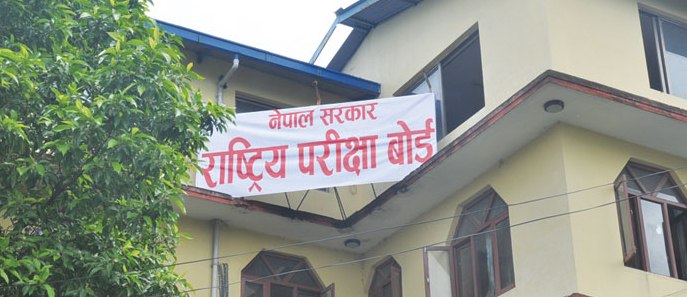 नेपाल सरकार
राष्ट्रिय परीक्षा बोर्ड